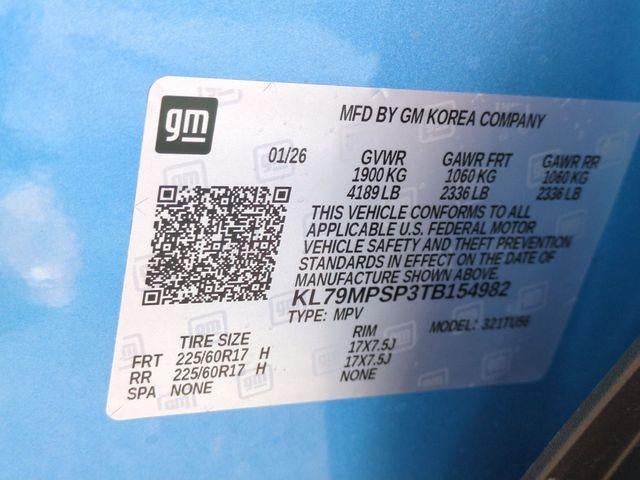 gm
MFD BY GM KOREA COMPANY
01/26 GVWR GAWR FRT GAWR RR
1900 KG 1060 KG 1060 KG
4189 LB 2336 LB 2336 LB
THIS VEHICLE CONFORMS TO ALL
APPLICABLE U.S. FEDERAL MOTOR
VEHICLE SAFETY AND THEFT PREVENTION
STANDARDS IN EFFECT ON THE DATE OF
MANUFACTURE SHOWN ABOVE.
KL79MPSP3TB154982
TYPE: MPV MODEL: 321TU56
TIRE SIZE RIM
FRT 225/60R17 H 17X7.5J
RR 225/60R17 H 17X7.5J
SPA NONE NONE